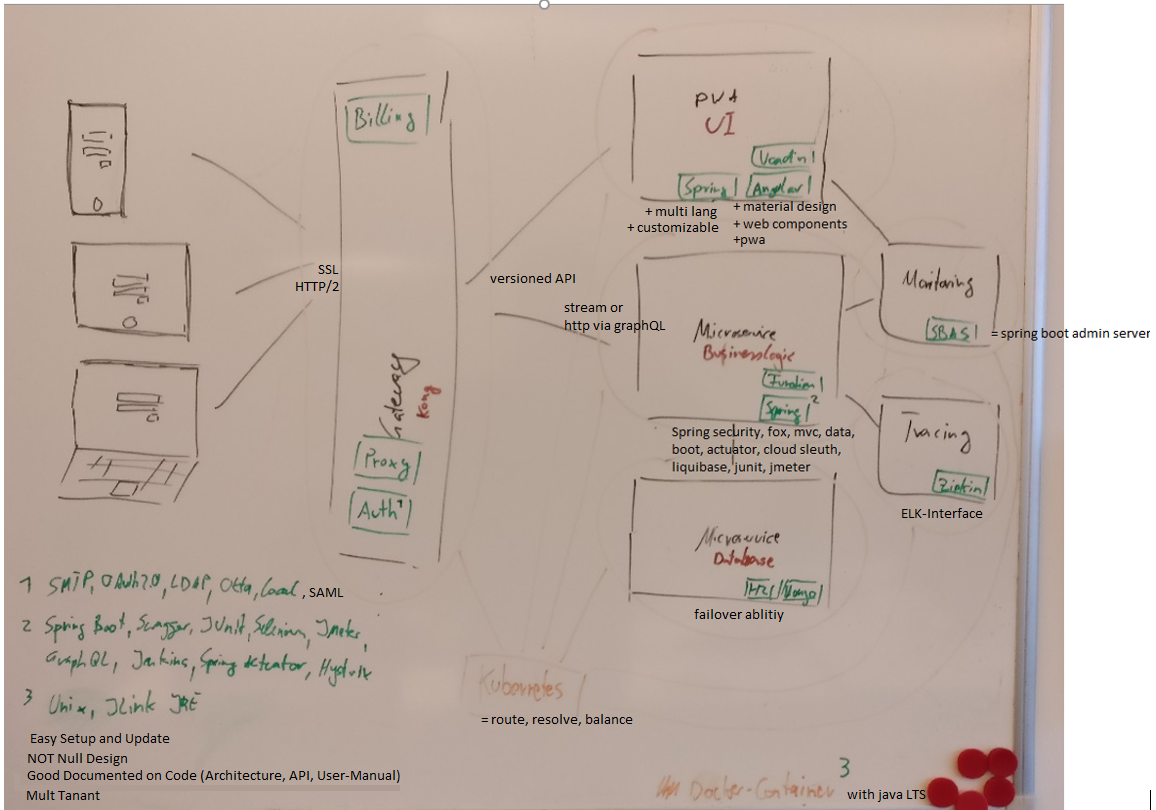 Billing
SSL
HTTP/2
Gateway
Kong
Proxy
Auth¹
versioned API
stream or
http via graphQL
UI
Vaadin
Spring
Angular
+ multi lang
+ customizable
+ material design
+ web components
+pwa
Microservice
Businesslogic
Spring²
Spring security, fox, mvc, data,
boot, actuator, cloud sleuth,
liquibase, junit, jmeter
Microservice
Database
H2
Mongo
failover ablitiy
Monitoring
SBAS
= spring boot admin server
Tracing
Zipkin
ELK-Interface
1 SMTP, OAuth2.0, LDAP, Okta, Local, SAML
2 Spring Boot, Swagger, JUnit, Selenium, Jmeter,
GraphQL, Jenkins, Spring Actuator, Hystrix
3 Unix, JLink JRE
Easy Setup and Update
NOT Null Design
Good Documented on Code (Architecture, API, User-Manual)
Mult Tanant
Kubernetes
= route, resolve, balance
Docker-Container 3
with java LTS